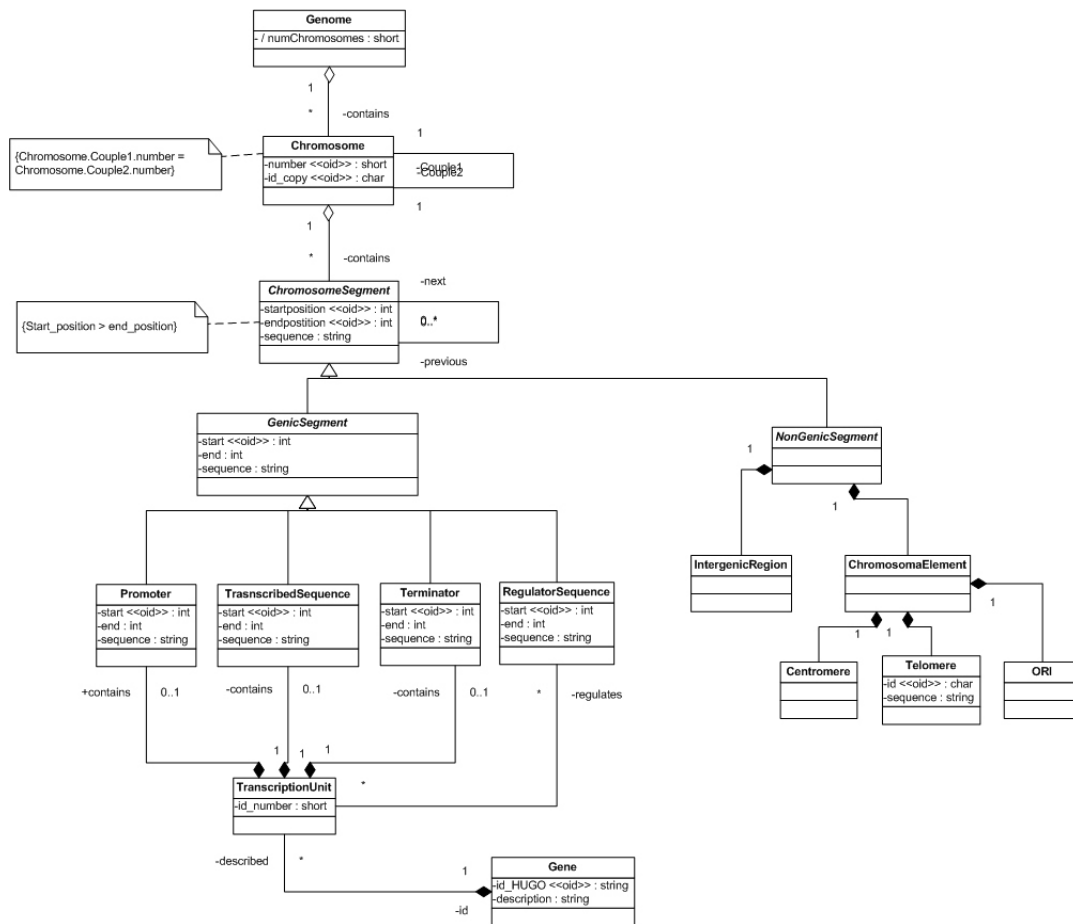 Genome
- / numChromosomes : short
1
*
-contains
{Chromosome.Couple1.number =
Chromosome.Couple2.number}
Chromosome
-number <<oid>> : short
-id_copy <<oid>> : char
1
-Couple1
-Couple2
1
1
*
-contains
{Start_position > end_position}
ChromosomeSegment
-startposition <<oid>> : int
-endpostition <<oid>> : int
-sequence : string
-next
0..*
-previous
GenicSegment
-start <<oid>> : int
-end : int
-sequence : string
NonGenicSegment
1
1
IntergenicRegion
ChromosomaElement
1
1
1
Centromere
Telomere
-id <<oid>> : char
-sequence : string
ORI
Promoter
-start <<oid>> : int
-end : int
-sequence : string
TrasnscribedSequence
-start <<oid>> : int
-end : int
-sequence : string
Terminator
-start <<oid>> : int
-end : int
-sequence : string
RegulatorSequence
-start <<oid>> : int
-end : int
-sequence : string
+contains
0..1
-contains
0..1
-contains
0..1
*
-regulates
1
1
1
*
TranscriptionUnit
-id_number : short
-described
*
1
-id
Gene
-id_HUGO <<oid>> : string
-description : string